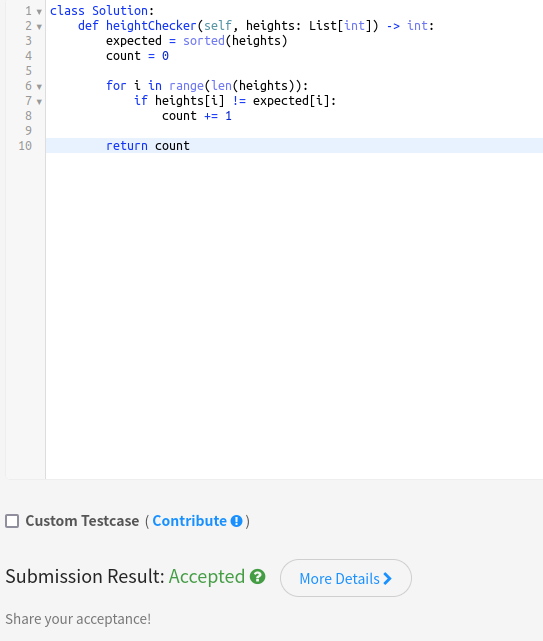 1 class Solution:
2     def heightChecker(self, heights: List[int]) -> int:
3         expected = sorted(heights)
4         count = 0
5
6         for i in range(len(heights)):
7             if heights[i] != expected[i]:
8                 count += 1
9
10         return count
Custom Testcase ( Contribute )
Submission Result: Accepted More Details
Share your acceptance!